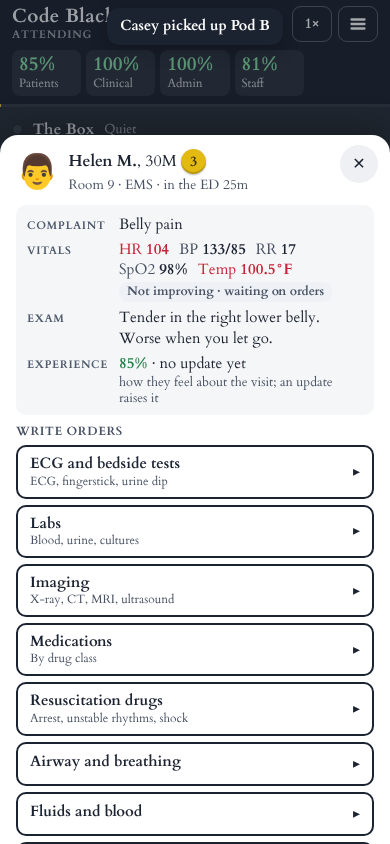 Code Blac
ATTENDING
Casey picked up Pod B
1×
85%
Patients
100%
Clinical
100%
Admin
81%
Staff
The Box Quiet
Helen M., 30M 3
Room 9 · EMS · in the ED 25m
×
COMPLAINT Belly pain
VITALS HR 104 BP 133/85 RR 17
SpO2 98% Temp 100.5°F
Not improving · waiting on orders
EXAM Tender in the right lower belly.
Worse when you let go.
EXPERIENCE 85% · no update yet
how they feel about the visit; an update
raises it
WRITE ORDERS
ECG and bedside tests
ECG, fingerstick, urine dip
Labs
Blood, urine, cultures
Imaging
X-ray, CT, MRI, ultrasound
Medications
By drug class
Resuscitation drugs
Arrest, unstable rhythms, shock
Airway and breathing
Fluids and blood